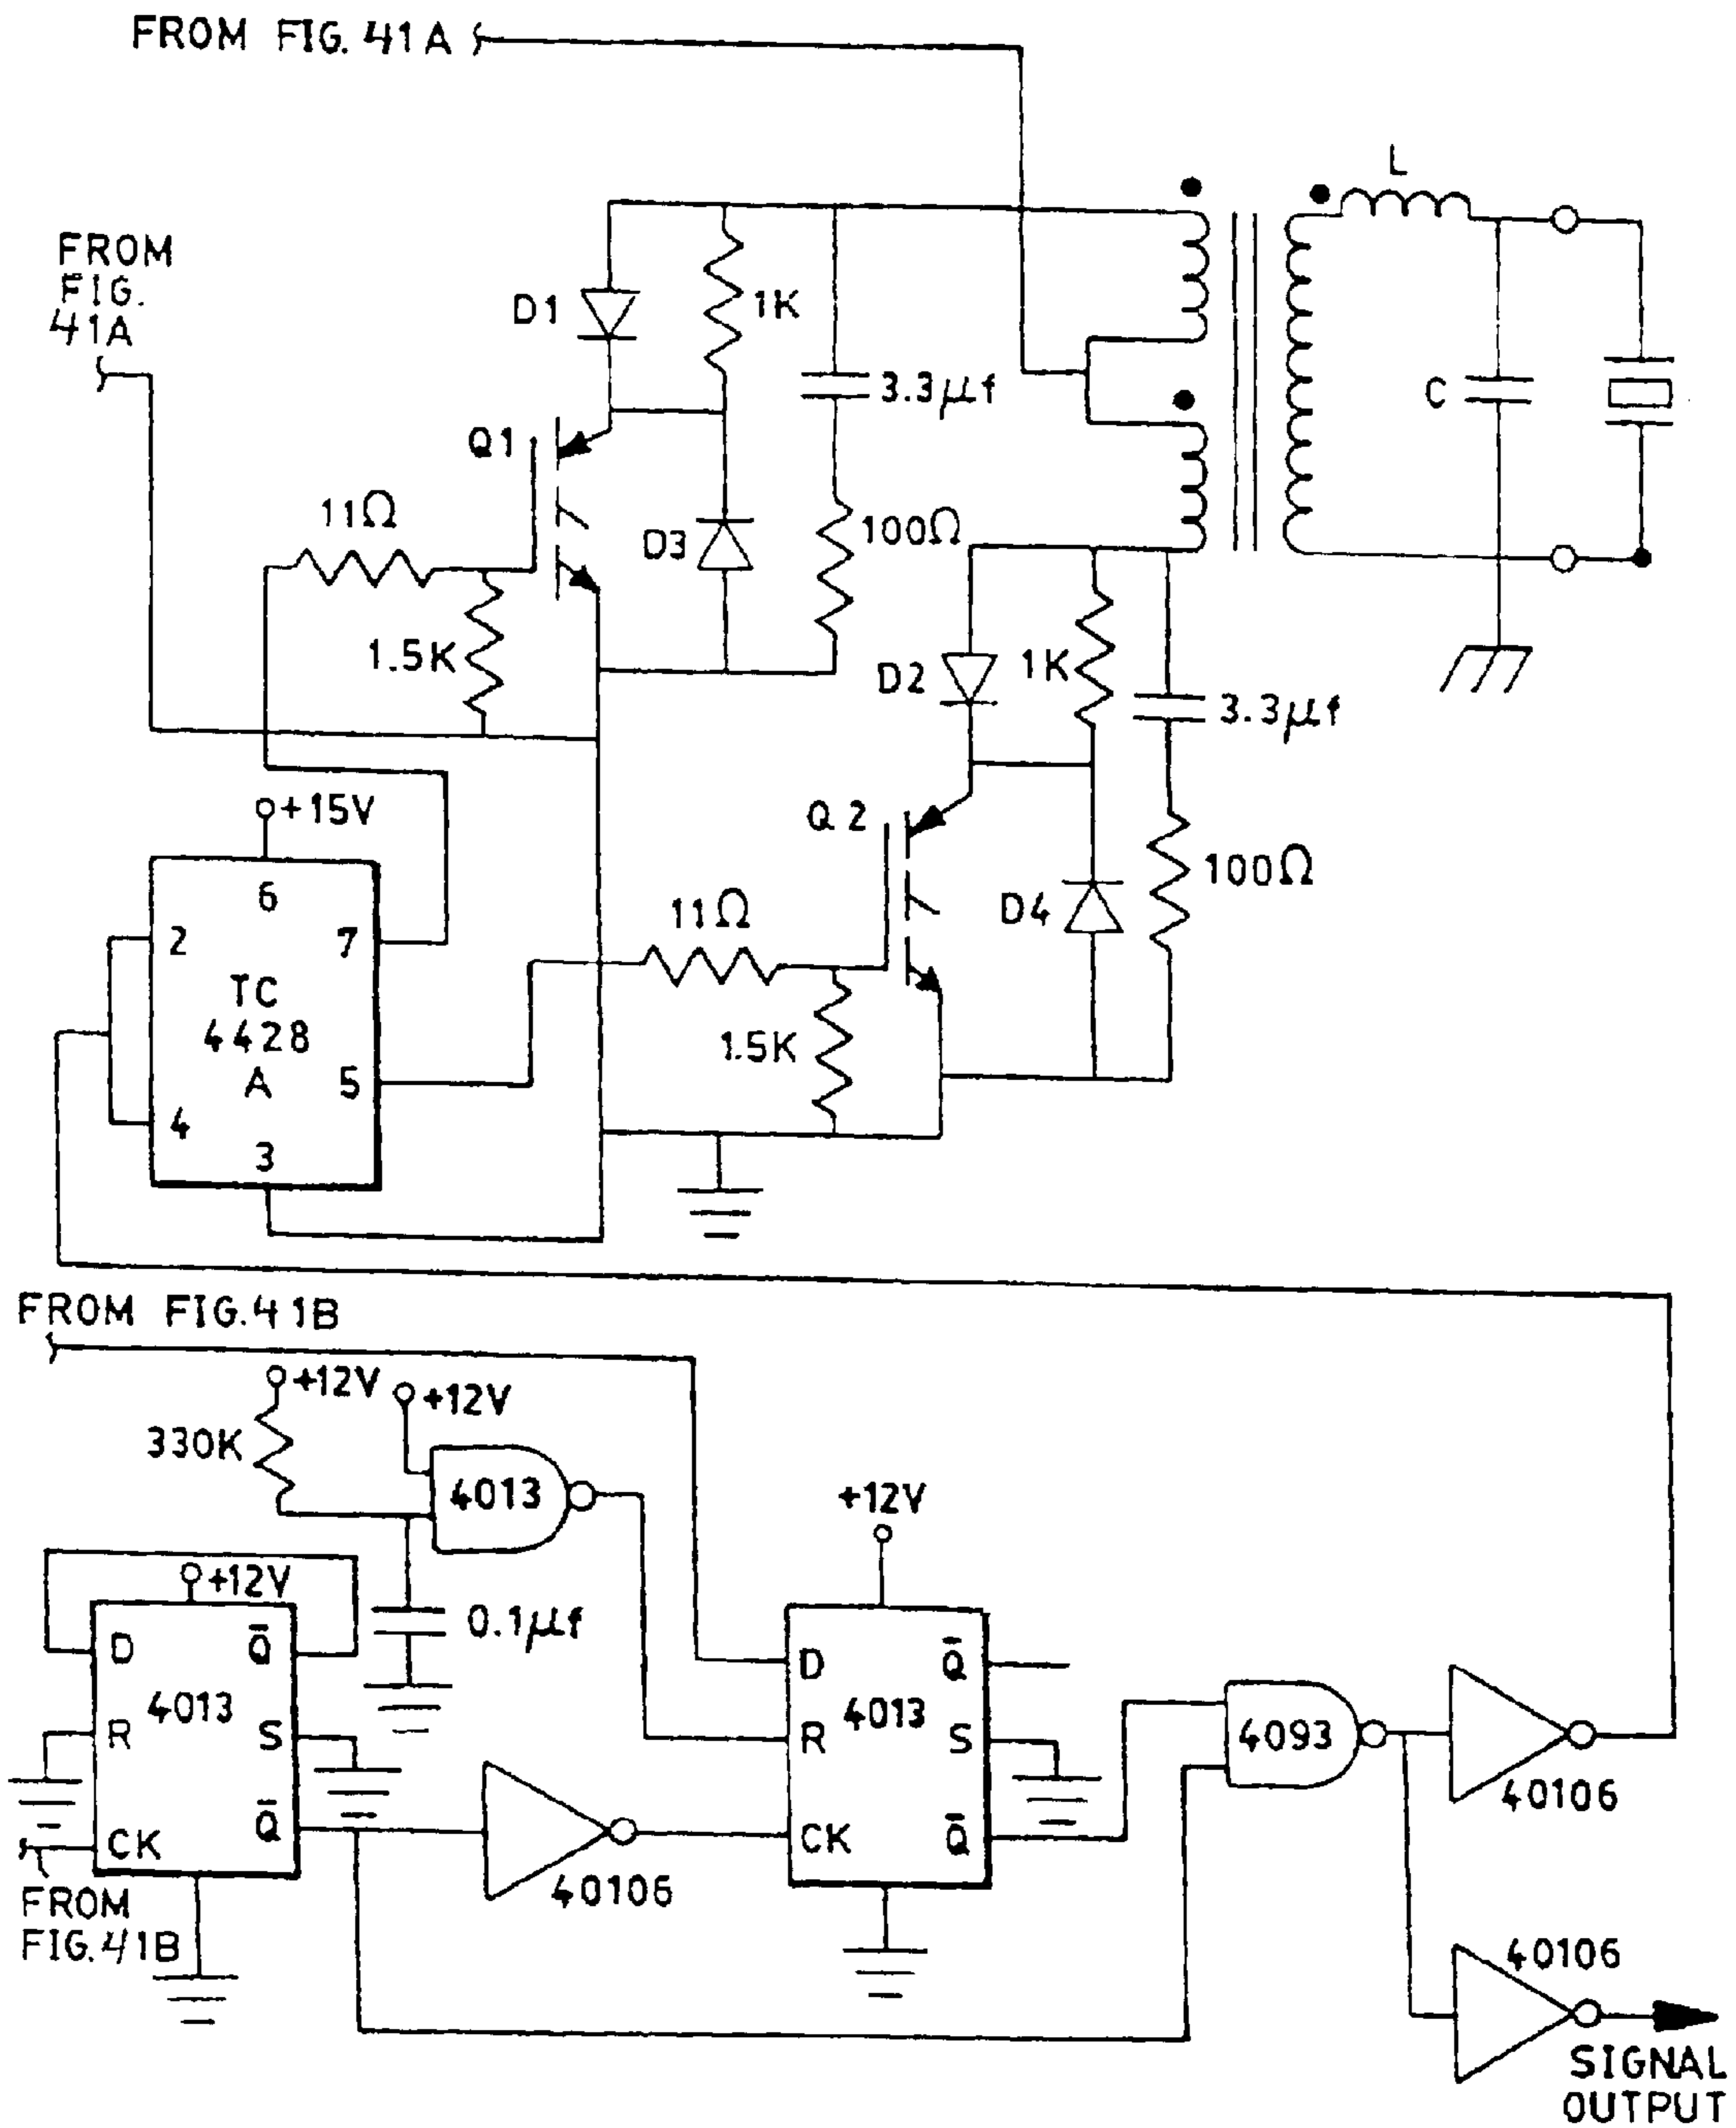 FROM FIG. 41A
L
FROM
FIG.
41A
D1
1K
3.3µf
C
Q1
11Ω
D3
100Ω
1.5K
D2
1K
3.3µf
+15V
Q2
6
2
7
11Ω
D4
100Ω
TC
4428
A
5
1.5K
4
3
FROM FIG.41B
+12V
+12V
330K
4013
+12V
+12V
0.1µf
D
Q̅
4013
R
S
CK
Q̅
FROM
FIG.41B
40106
D
Q̅
4013
R
S
CK
Q̅
4093
40106
40106
SIGNAL
OUTPUT